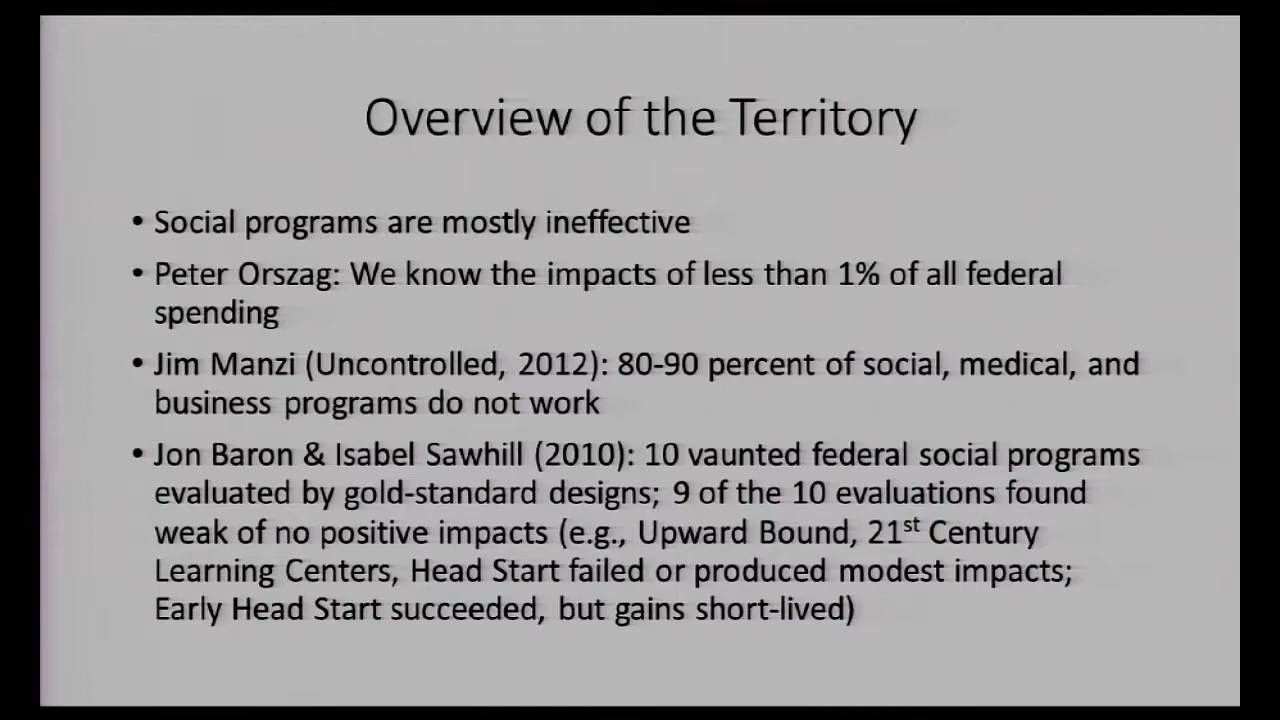 Overview of the Territory
• Social programs are mostly ineffective
• Peter Orszag: We know the impacts of less than 1% of all federal
spending
• Jim Manzi (Uncontrolled, 2012): 80-90 percent of social, medical, and
business programs do not work
• Jon Baron & Isabel Sawhill (2010): 10 vaunted federal social programs
evaluated by gold-standard designs; 9 of the 10 evaluations found
weak of no positive impacts (e.g., Upward Bound, 21st Century
Learning Centers, Head Start failed or produced modest impacts;
Early Head Start succeeded, but gains short-lived)